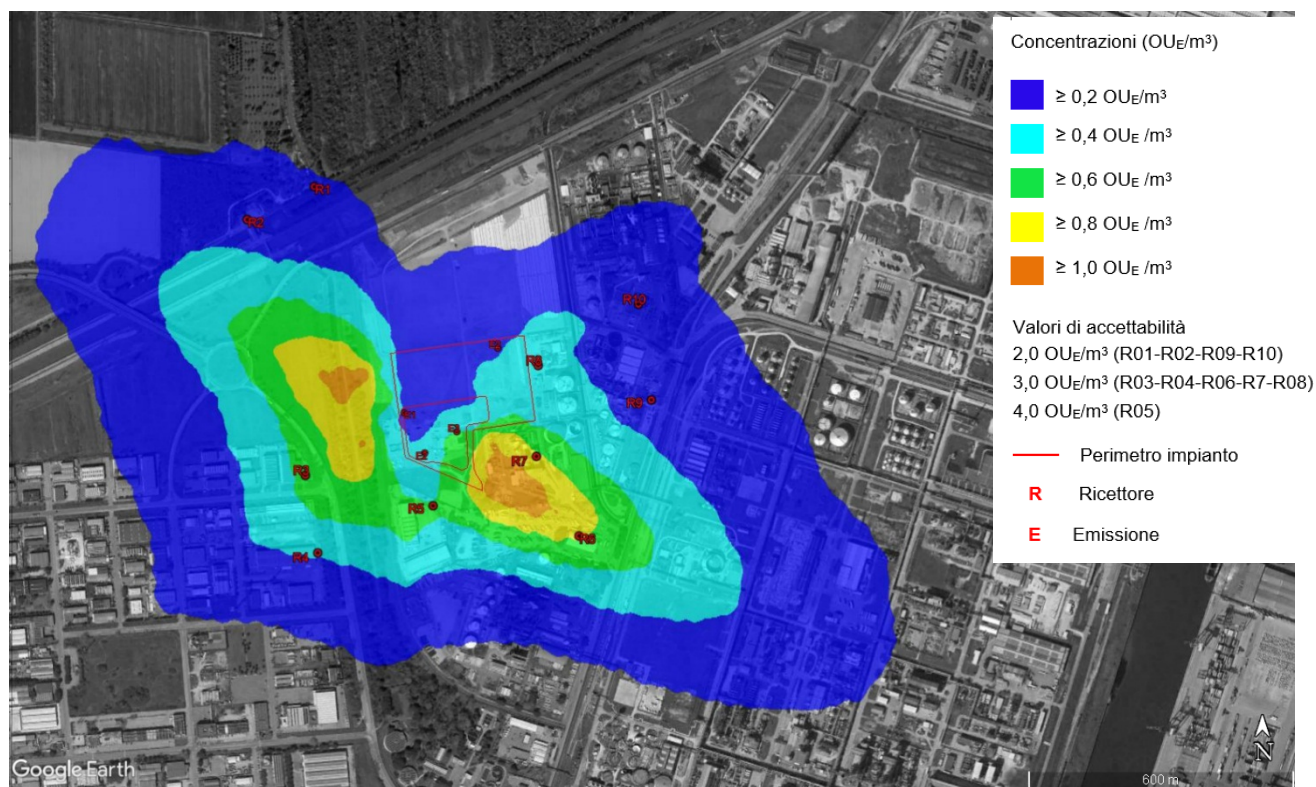 Concentrazioni (OUE/m³)
≥ 0,2 OUE/m³
≥ 0,4 OUE/m³
≥ 0,6 OUE /m³
≥ 0,8 OUE/m³
≥ 1,0 OUE /m³
Valori di accettabilità
2,0 OUE/m³ (R01-R02-R09-R10)
3,0 OUE/m³ (R03-R04-R06-R7-R08)
4,0 OUE/m³ (R05)
Perimetro impianto
R Ricettore
E Emissione
R1
R2
R10
R8
R9
E1
E2
R7
R3
R5
R6
R4
N
600 m
Google Earth